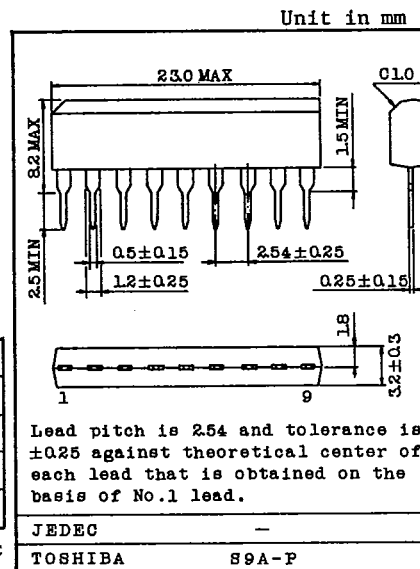 Unit in mm
23.0 MAX
C1.0
8.2 MAX
1.5 MIN
2.5 MIN
0.5±0.15
2.54±0.25
1.2±0.25
0.25±0.15
1.8
3.2±0.3
1
9
Lead pitch is 2.54 and tolerance is
±0.25 against theoretical center of
each lead that is obtained on the
basis of No.1 lead.
JEDEC —
TOSHIBA S9A-P